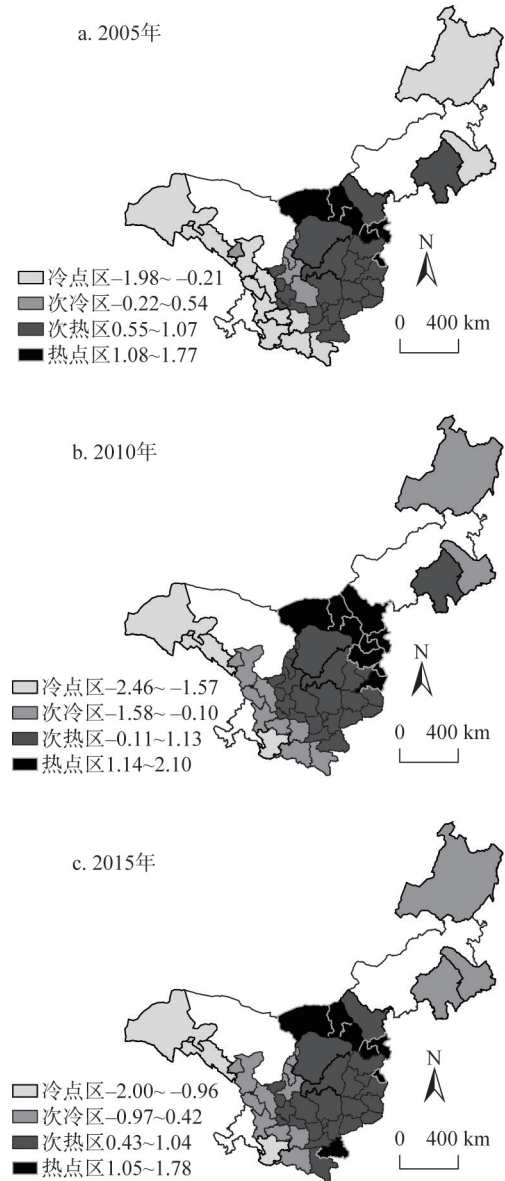 a. 2005年
N
冷点区–1.98~ –0.21
次冷区–0.22~0.54
次热区0.55~1.07
热点区1.08~1.77
0 400 km
b. 2010年
N
冷点区–2.46~ –1.57
次冷区–1.58~ –0.10
次热区–0.11~1.13
热点区1.14~2.10
0 400 km
c. 2015年
N
冷点区–2.00~ –0.96
次冷区–0.97~0.42
次热区0.43~1.04
热点区1.05~1.78
0 400 km